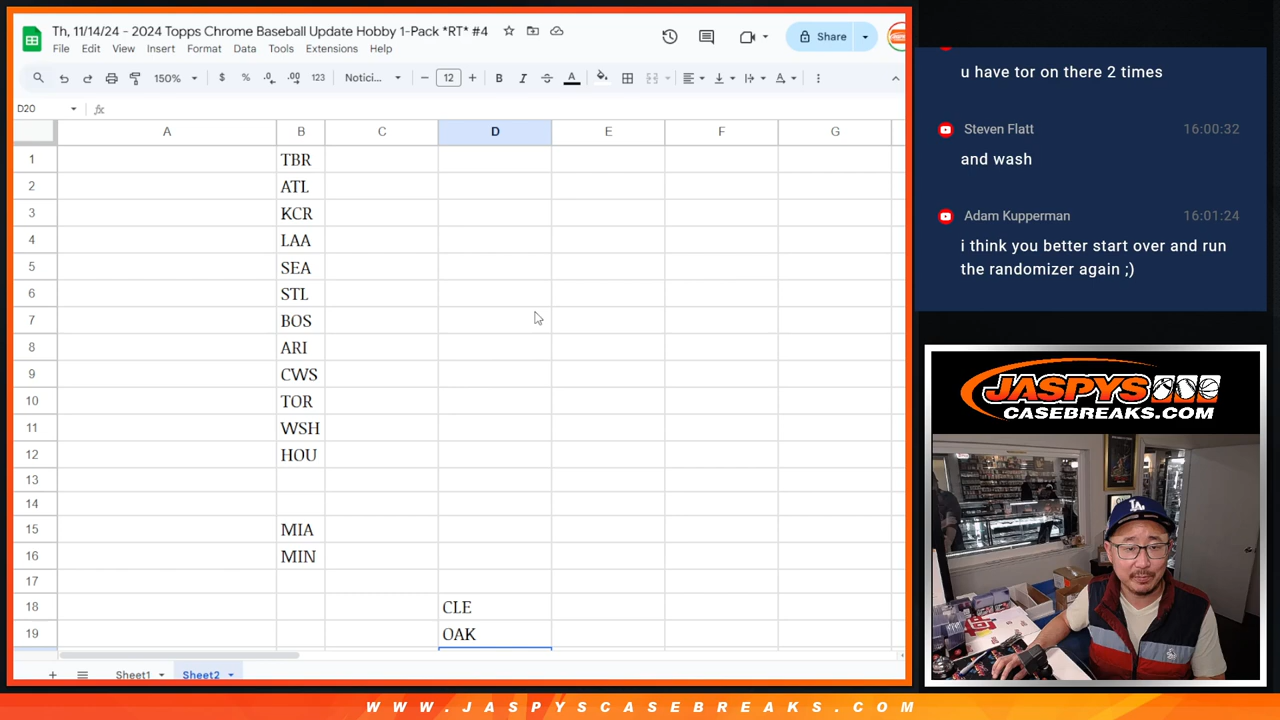 Th, 11/14/24 - 2024 Topps Chrome Baseball Update Hobby 1-Pack *RT* #4
File Edit View Insert Format Data Tools Extensions Help
Share
150% $ % .0 .00 123 Notici... 12 B I A
D20 fx
A B C D E F G
1 TBR
2 ATL
3 KCR
4 LAA
5 SEA
6 STL
7 BOS
8 ARI
9 CWS
10 TOR
11 WSH
12 HOU
13
14
15 MIA
16 MIN
17
18 CLE
19 OAK
Sheet1 Sheet2
u have tor on there 2 times
Steven Flatt 16:00:32
and wash
Adam Kupperman 16:01:24
i think you better start over and run
the randomizer again ;)
JASPYS
CASEBREAKS.COM
LA
WWW.JASPYSCASEBREAKS.COM